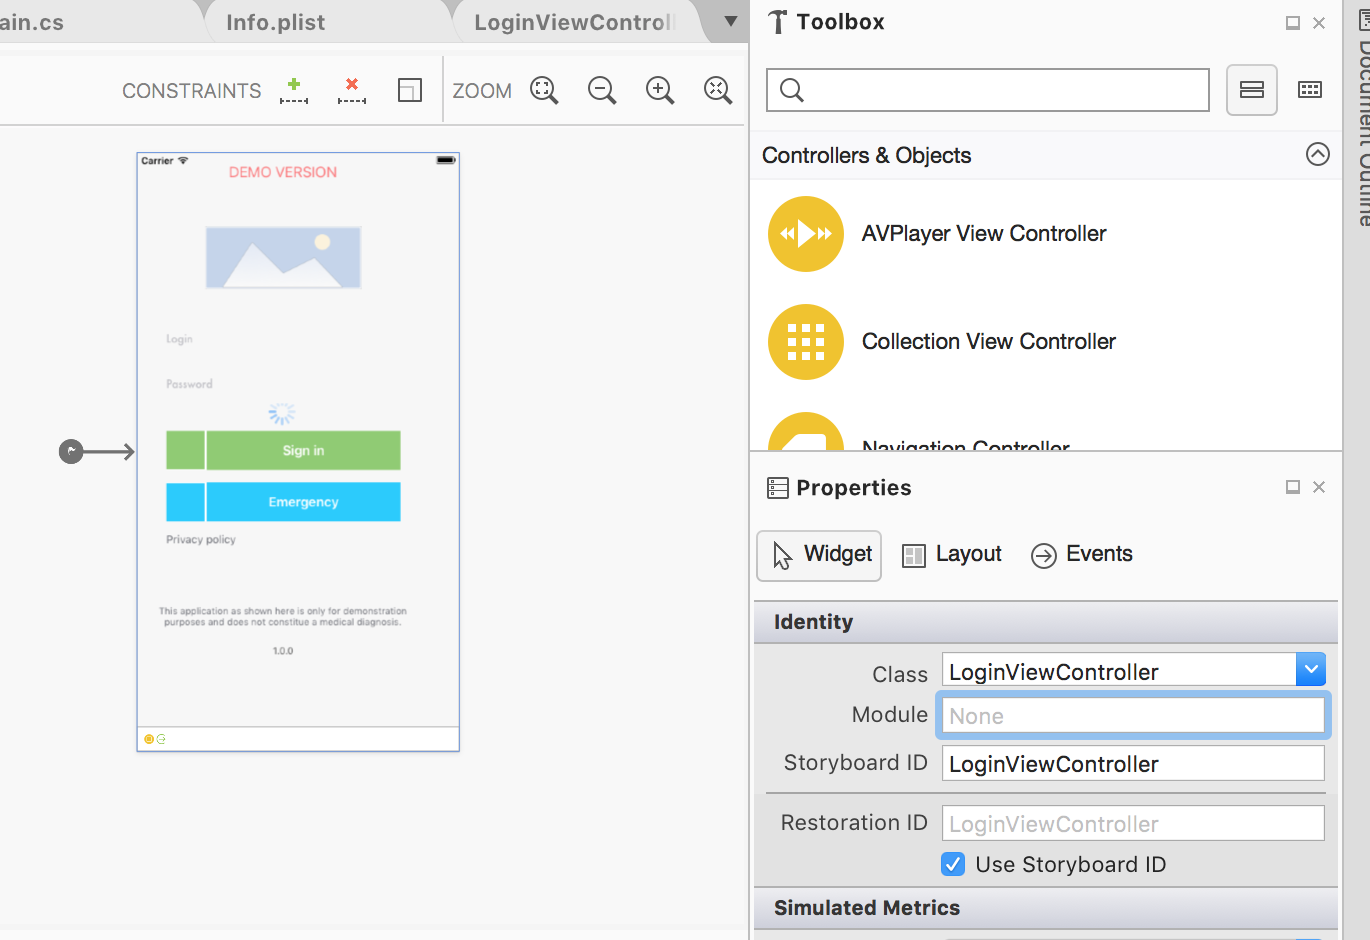 ain.cs
Info.plist
LoginViewControll
CONSTRAINTS
ZOOM
Carrier
DEMO VERSION
Login
Password
Sign in
Emergency
Privacy policy
This application as shown here is only for demonstration
purposes and does not constitue a medical diagnosis.
1.0.0
Toolbox
Controllers & Objects
AVPlayer View Controller
Collection View Controller
Navigation Controller
Properties
Widget
Layout
Events
Identity
Class
LoginViewController
Module
None
Storyboard ID
LoginViewController
Restoration ID
LoginViewController
Use Storyboard ID
Simulated Metrics
Document Outline